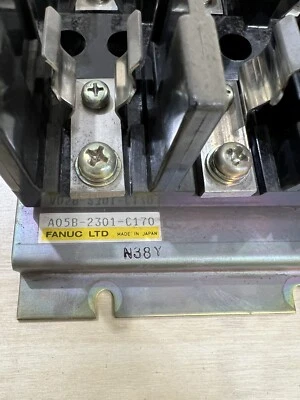 A05B-2301-C170
FANUC LTD MADE IN JAPAN
N38Y